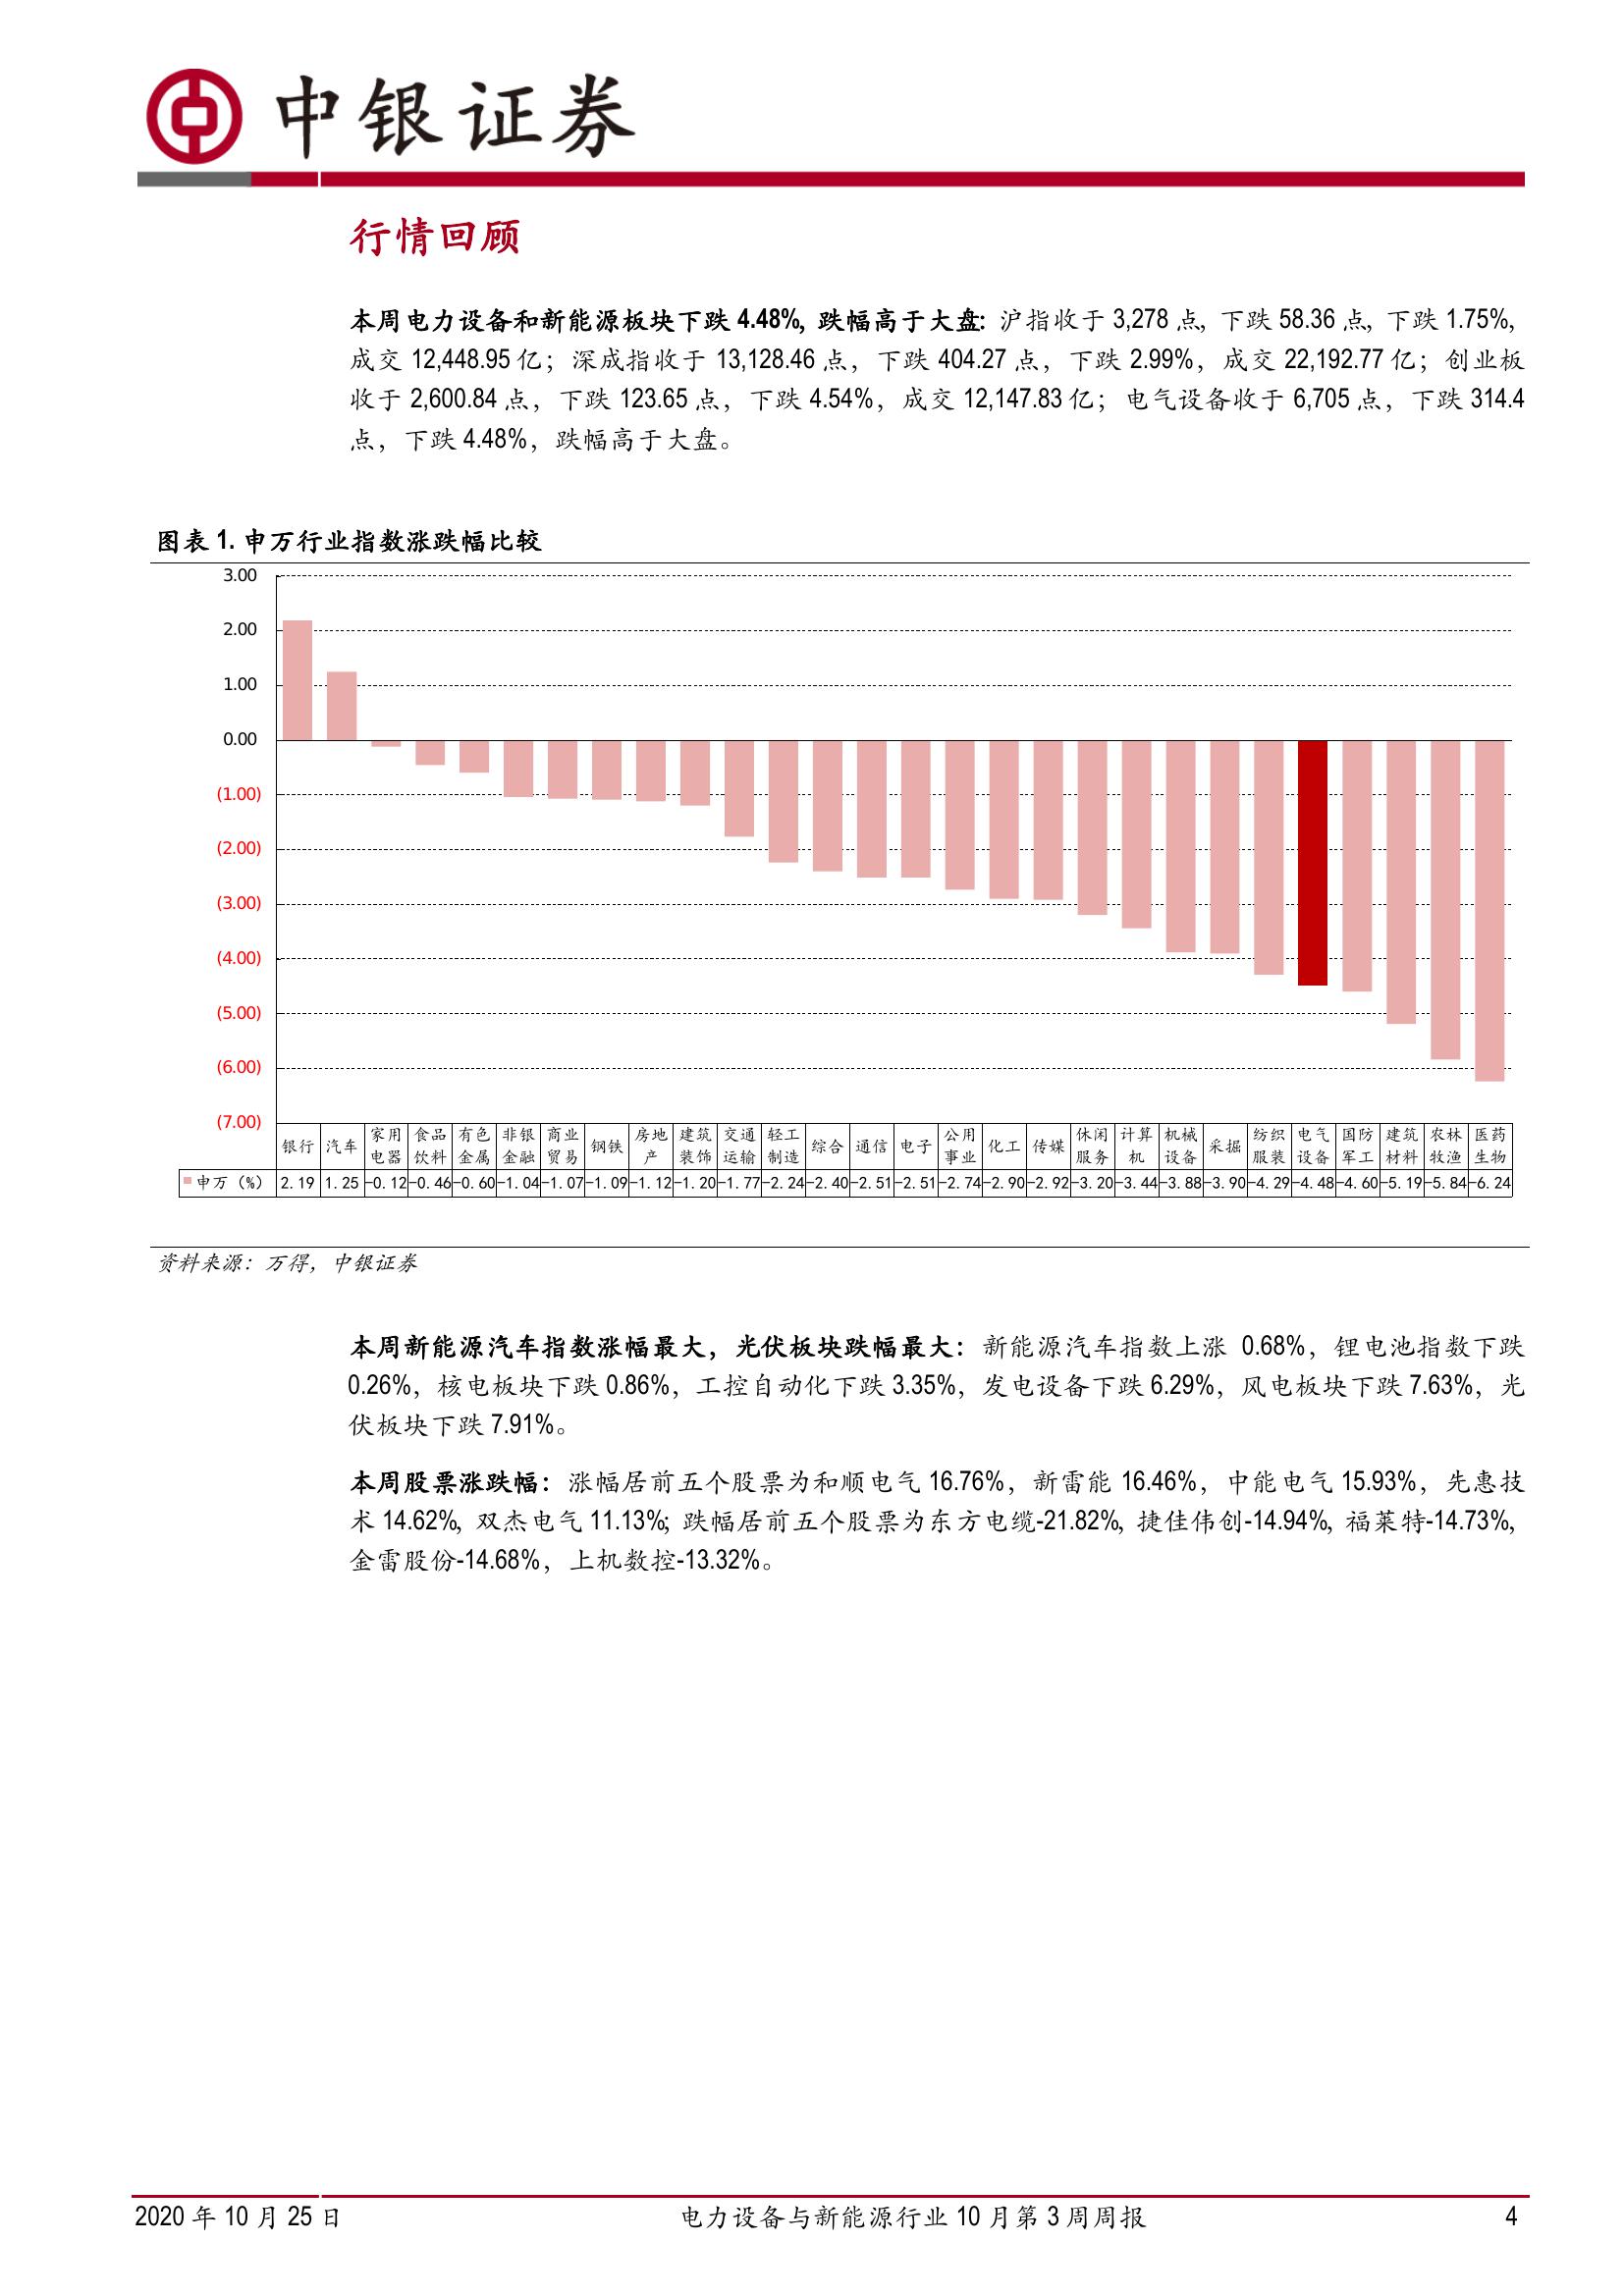 中银证券
行情回顾
本周电力设备和新能源板块下跌 4.48%, 跌幅高于大盘: 沪指收于 3,278 点, 下跌 58.36 点, 下跌 1.75%,
成交 12,448.95 亿；深成指收于 13,128.46 点，下跌 404.27 点，下跌 2.99%，成交 22,192.77 亿；创业板
收于 2,600.84 点，下跌 123.65 点，下跌 4.54%，成交 12,147.83 亿；电气设备收于 6,705 点，下跌 314.4
点，下跌 4.48%，跌幅高于大盘。
图表 1. 申万行业指数涨跌幅比较
3.00
2.00
1.00
0.00
(1.00)
(2.00)
(3.00)
(4.00)
(5.00)
(6.00)
(7.00)
银行 汽车 家用电器 食品饮料 有色金属 非银金融 商业贸易 钢铁 房地产 建筑装饰 交通运输 轻工制造 综合 通信 电子 公用事业 化工 传媒 休闲服务 计算机 机械设备 采掘 纺织服装 电气设备 国防军工 建筑材料 农林牧渔 医药生物
申万（%） 2.19 1.25 -0.12 -0.46 -0.60 -1.04 -1.07 -1.09 -1.12 -1.20 -1.77 -2.24 -2.40 -2.51 -2.51 -2.74 -2.90 -2.92 -3.20 -3.44 -3.88 -3.90 -4.29 -4.48 -4.60 -5.19 -5.84 -6.24
资料来源：万得，中银证券
本周新能源汽车指数涨幅最大，光伏板块跌幅最大：新能源汽车指数上涨 0.68%，锂电池指数下跌
0.26%，核电板块下跌 0.86%，工控自动化下跌 3.35%，发电设备下跌 6.29%，风电板块下跌 7.63%，光
伏板块下跌 7.91%。
本周股票涨跌幅：涨幅居前五个股票为和顺电气 16.76%，新雷能 16.46%，中能电气 15.93%，先惠技
术 14.62%, 双杰电气 11.13%; 跌幅居前五个股票为东方电缆-21.82%, 捷佳伟创-14.94%, 福莱特-14.73%,
金雷股份-14.68%，上机数控-13.32%。
2020 年 10 月 25 日 电力设备与新能源行业 10 月第 3 周周报 4